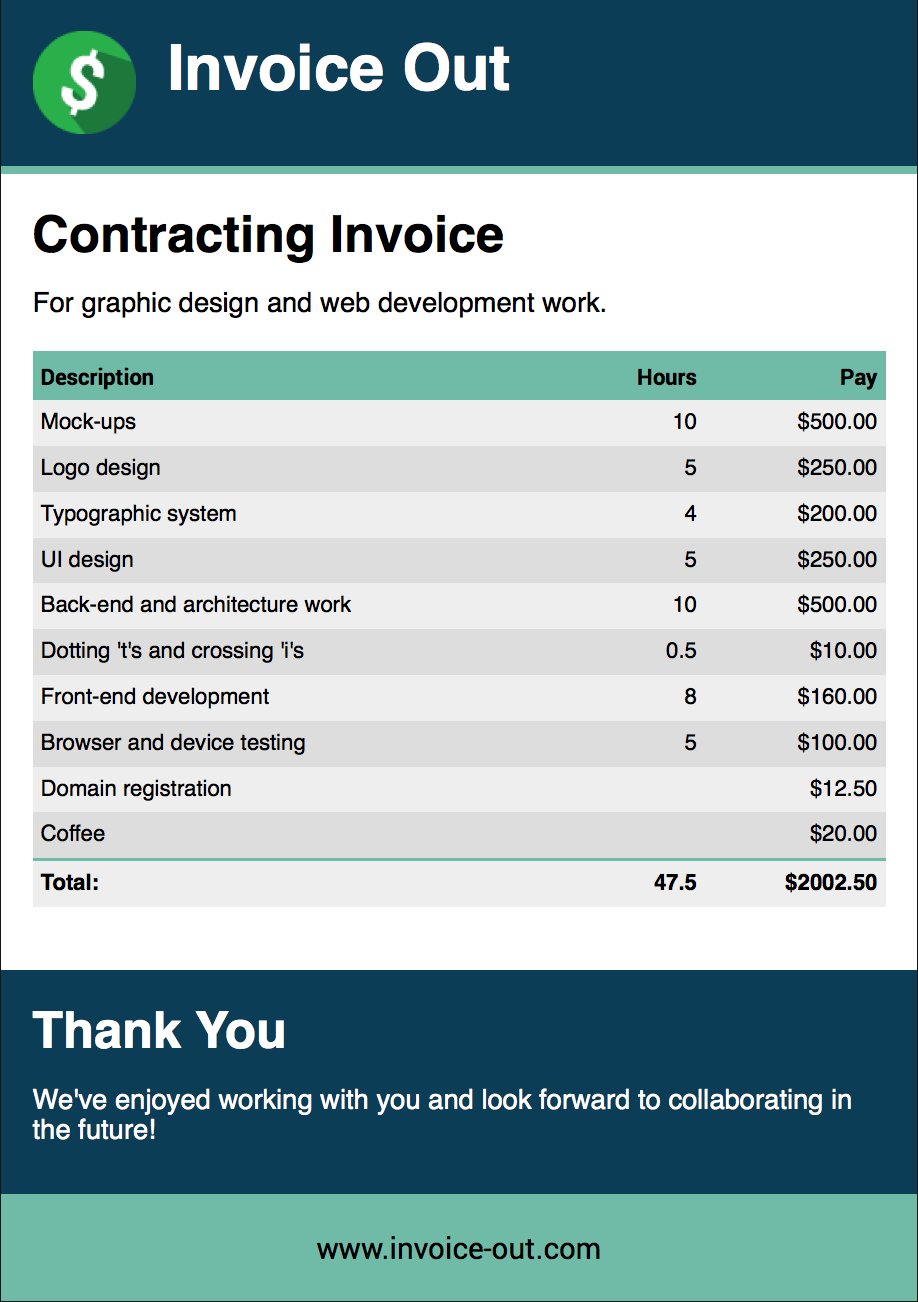 $
Invoice Out
Contracting Invoice
For graphic design and web development work.
Description Hours Pay
Mock-ups 10 $500.00
Logo design 5 $250.00
Typographic system 4 $200.00
UI design 5 $250.00
Back-end and architecture work 10 $500.00
Dotting 't's and crossing 'i's 0.5 $10.00
Front-end development 8 $160.00
Browser and device testing 5 $100.00
Domain registration $12.50
Coffee $20.00
Total: 47.5 $2002.50
Thank You
We've enjoyed working with you and look forward to collaborating in
the future!
www.invoice-out.com